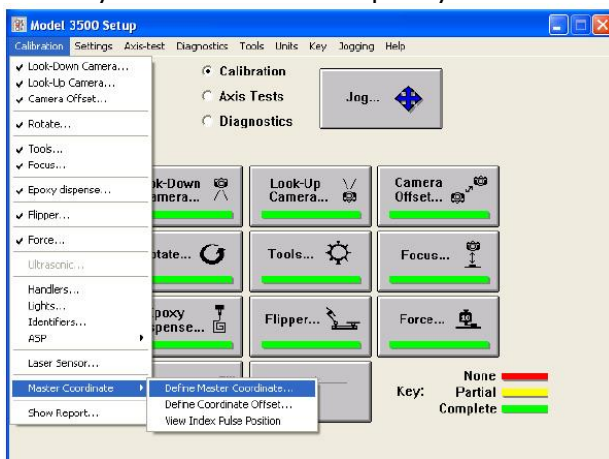 Model 3500 Setup
Calibration Settings Axis-test Diagnostics Tools Units Key Jogging Help
Look-Down Camera...
Look-Up Camera...
Camera Offset...
Rotate...
Tools...
Focus...
Epoxy dispense...
Flipper...
Force...
Ultrasonic...
Handlers...
Lights...
Identifiers...
ASP
Laser Sensor...
Master Coordinate
Show Report...
Define Master Coordinate...
Define Coordinate Offset...
View Index Pulse Position
Calibration
Axis Tests
Diagnostics
Jog...
Look-Up
Camera...
Camera
Offset...
Tools...
Focus...
Flipper...
Force...
Key:
None
Partial
Complete